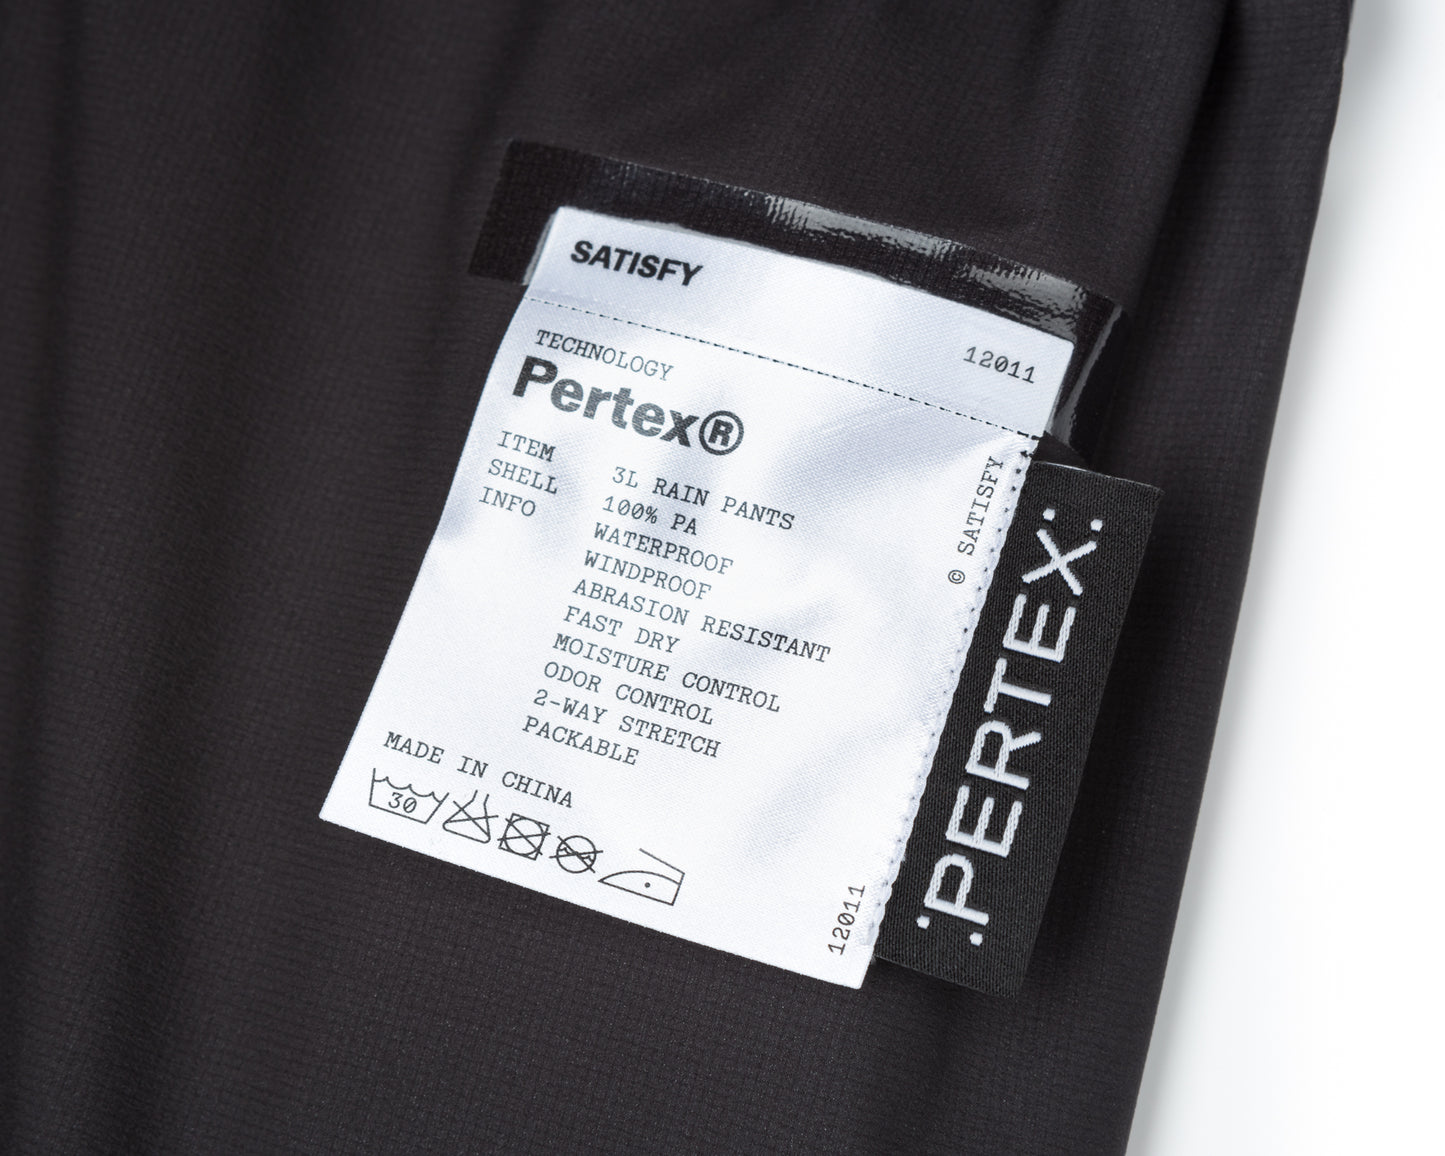 SATISFY
12011
TECHNOLOGY
Pertex®
ITEM 3L RAIN PANTS
SHELL 100% PA
INFO WATERPROOF
WINDPROOF
ABRASION RESISTANT
FAST DRY
MOISTURE CONTROL
ODOR CONTROL
2-WAY STRETCH
PACKABLE
MADE IN CHINA
30
© SATISFY
12011
:PERTEX: